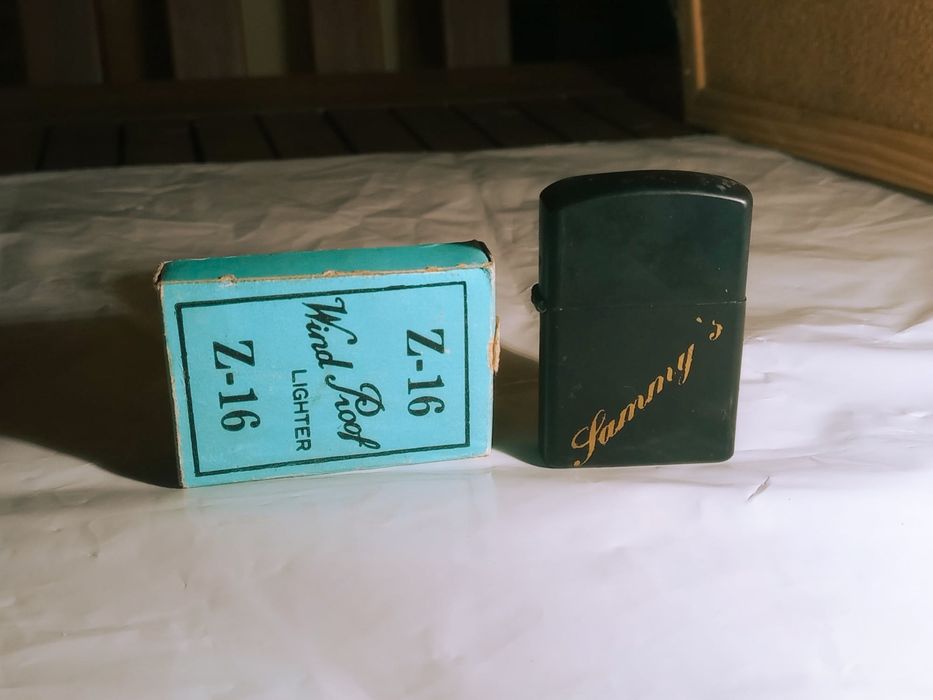 Z-16
Wind Proof
LIGHTER
Z-16
Sammy`s